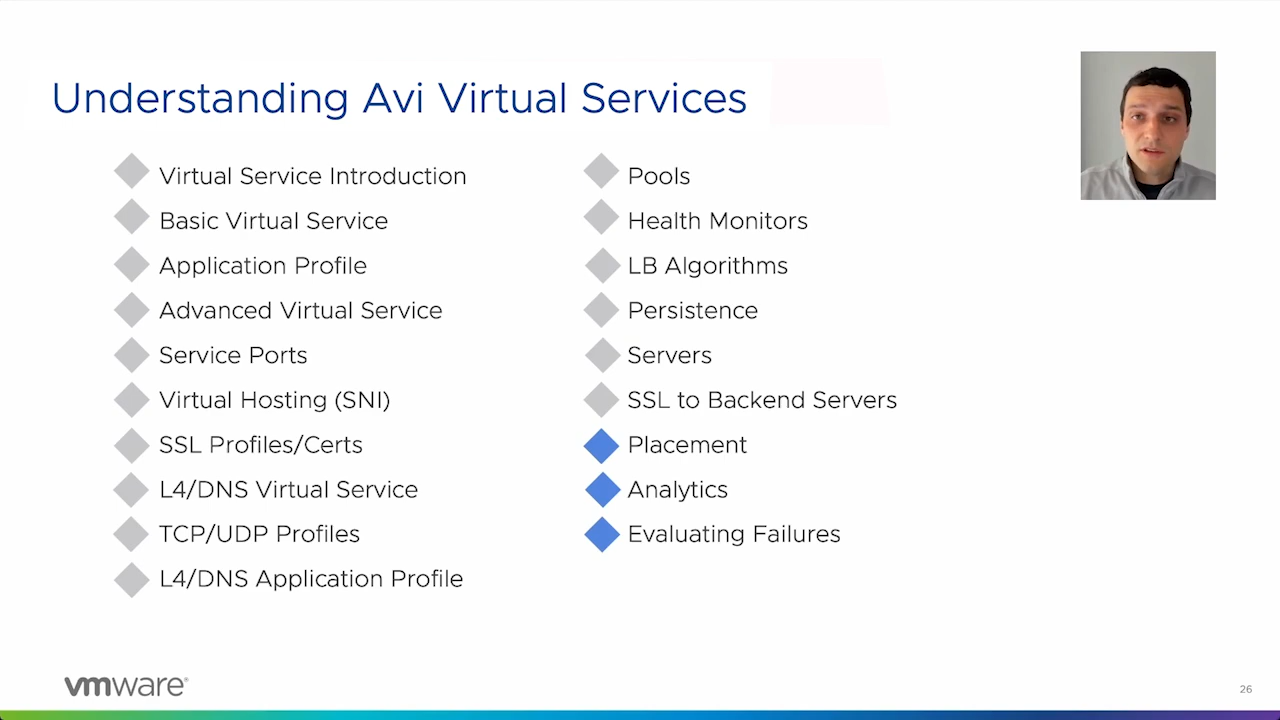 Understanding Avi Virtual Services
Virtual Service Introduction
Basic Virtual Service
Application Profile
Advanced Virtual Service
Service Ports
Virtual Hosting (SNI)
SSL Profiles/Certs
L4/DNS Virtual Service
TCP/UDP Profiles
L4/DNS Application Profile
Pools
Health Monitors
LB Algorithms
Persistence
Servers
SSL to Backend Servers
Placement
Analytics
Evaluating Failures
vmware®
26